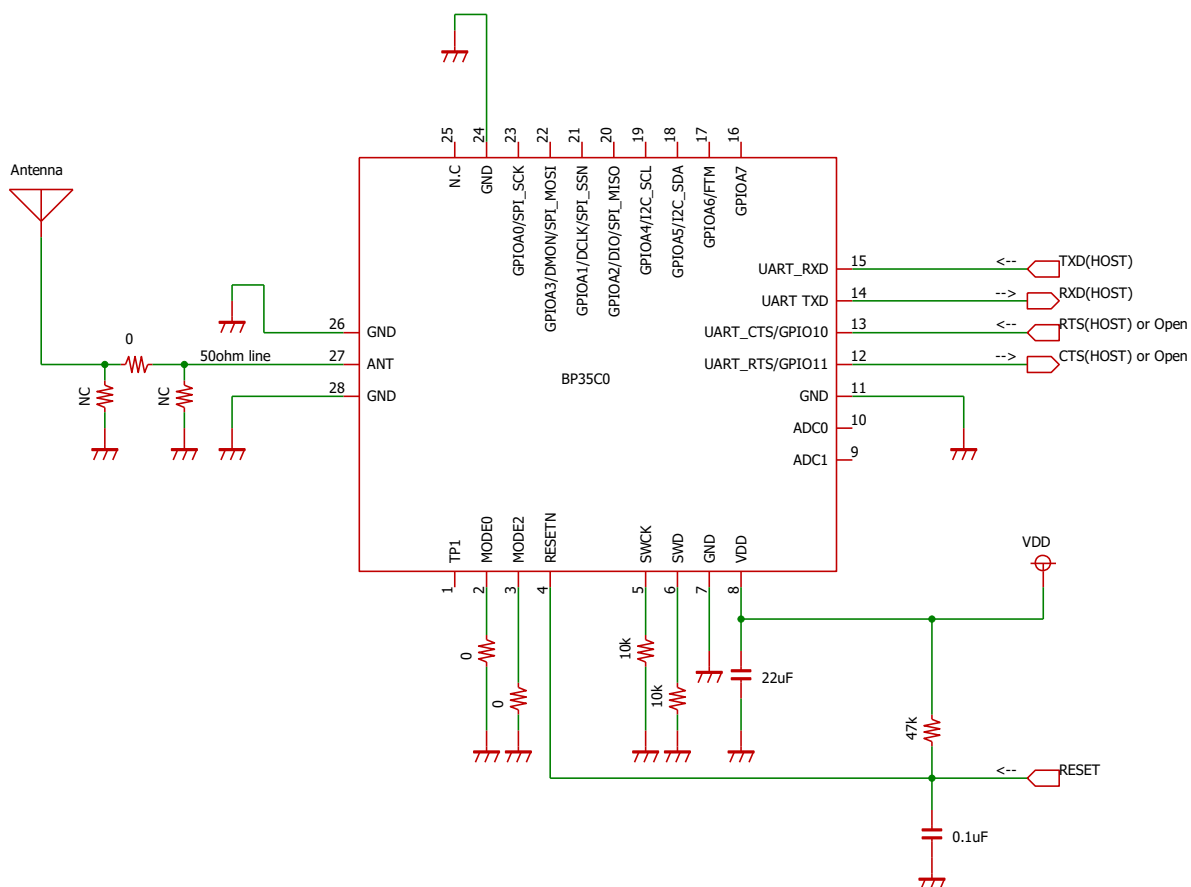 25
24
23
22
21
20
19
18
17
16
N.C
GND
GPIOA0/SPI_SCK
GPIOA3/DMON/SPI_MOSI
GPIOA1/DCLK/SPI_SSN
GPIOA2/DIO/SPI_MISO
GPIOA4/I2C_SCL
GPIOA5/I2C_SDA
GPIOA6/FTM
GPIOA7
Antenna
UART_RXD 15 <-- TXD(HOST)
UART TXD 14 --> RXD(HOST)
26 GND
UART_CTS/GPIO10 13 <-- RTS(HOST) or Open
0
50ohm line 27 ANT
UART_RTS/GPIO11 12 --> CTS(HOST) or Open
BP35C0
NC
NC
28 GND
GND 11
ADC0 10
ADC1 9
TP1
MODE0
MODE2
RESETN
SWCK
SWD
GND
VDD
VDD
1
2
3
4
5
6
7
8
0
0
10k
10k
22uF
47k
<-- RESET
0.1uF